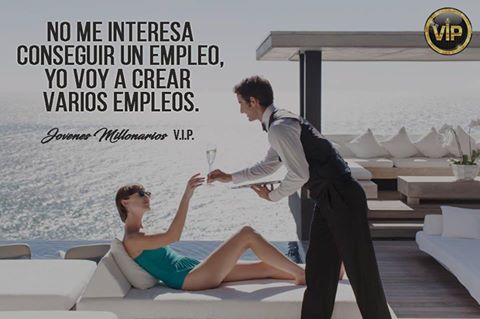 NO ME INTERESA
CONSEGUIR UN EMPLEO,
YO VOY A CREAR
VARIOS EMPLEOS.
Jovenes Millonarios V.I.P.
VIP